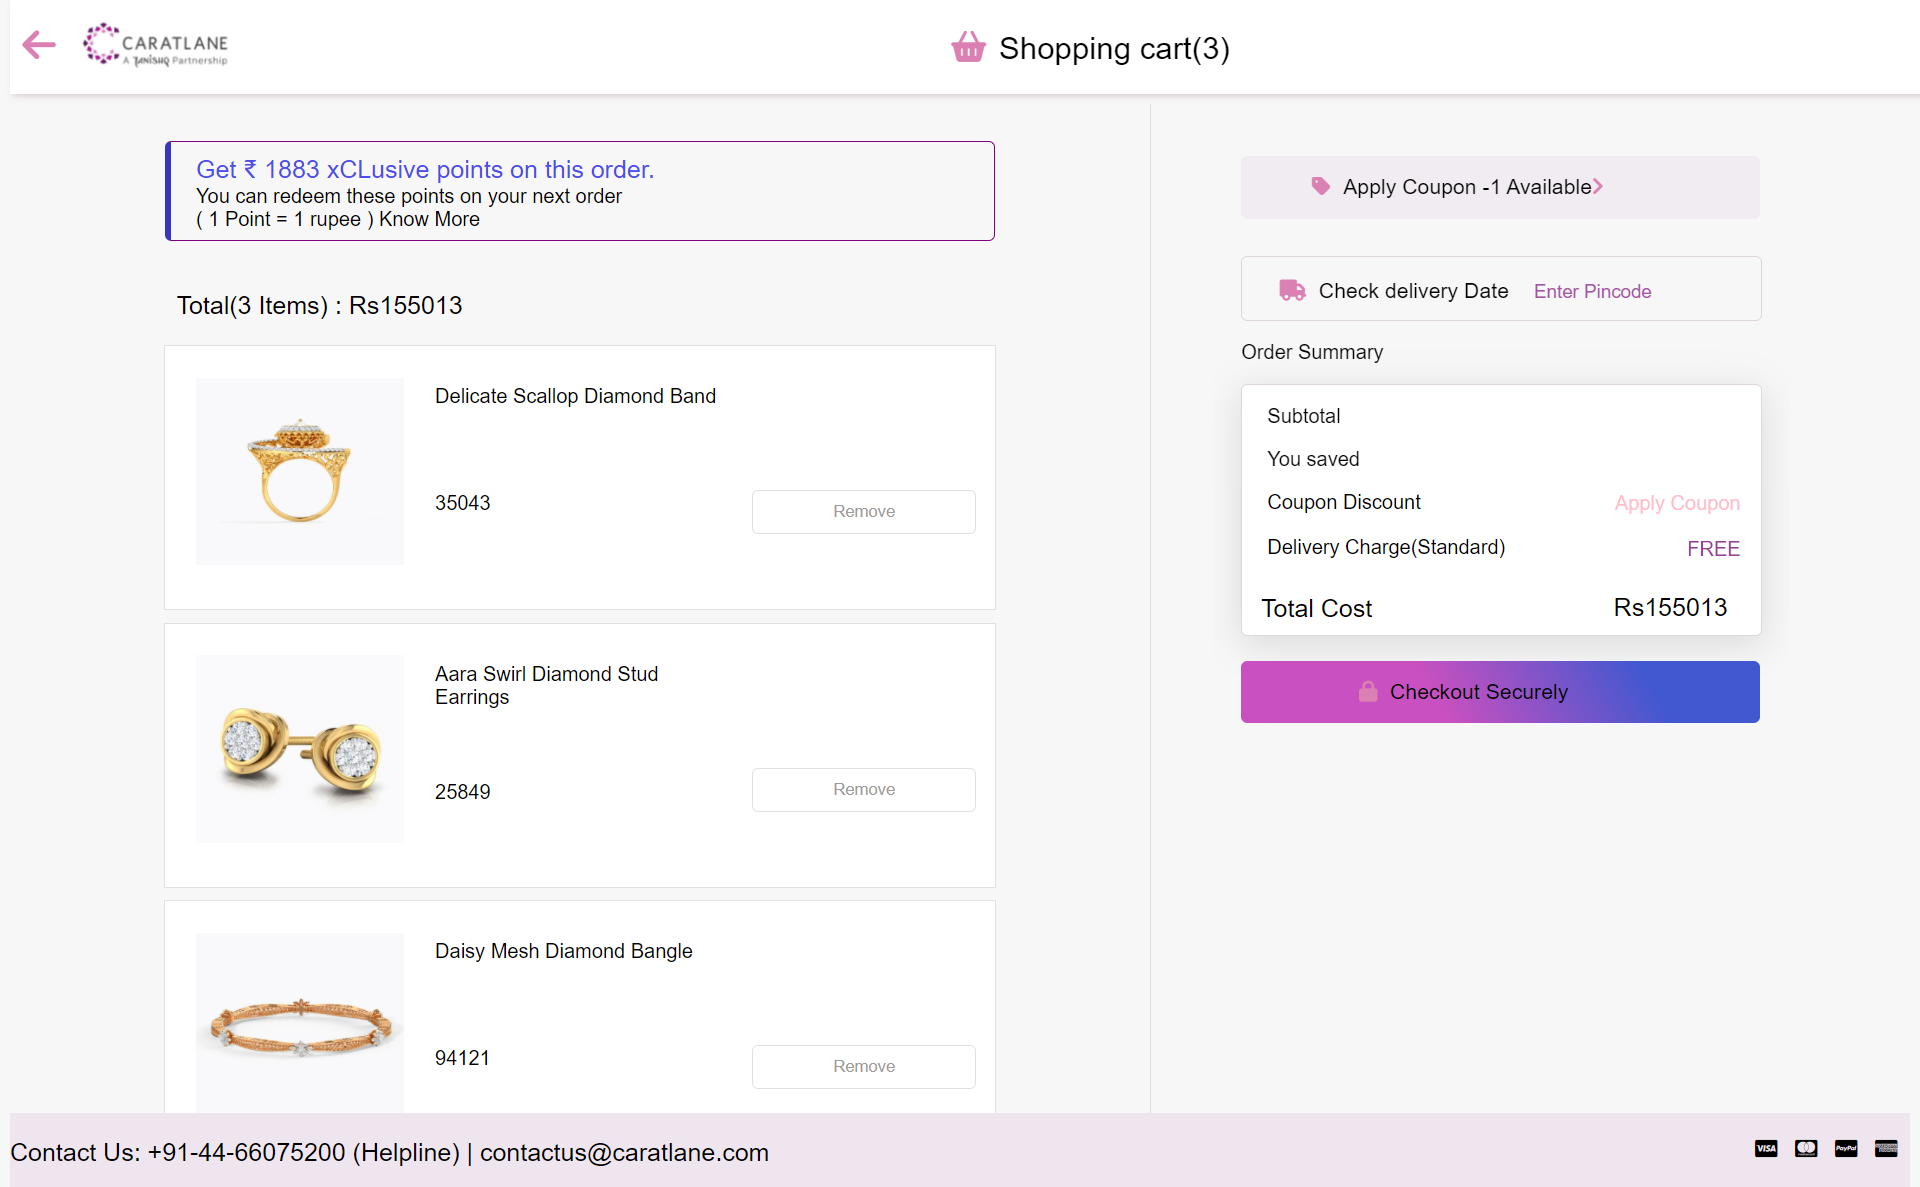 CARATLANE
A TANISHQ Partnership
Shopping cart(3)
Get ₹ 1883 xCLusive points on this order.
You can redeem these points on your next order
( 1 Point = 1 rupee ) Know More
Total(3 Items) : Rs155013
Delicate Scallop Diamond Band
35043
Remove
Aara Swirl Diamond Stud
Earrings
25849
Remove
Daisy Mesh Diamond Bangle
94121
Remove
Apply Coupon -1 Available
Check delivery Date Enter Pincode
Order Summary
Subtotal
You saved
Coupon Discount Apply Coupon
Delivery Charge(Standard) FREE
Total Cost Rs155013
Checkout Securely
Contact Us: +91-44-66075200 (Helpline) | contactus@caratlane.com
VISA
PayPal